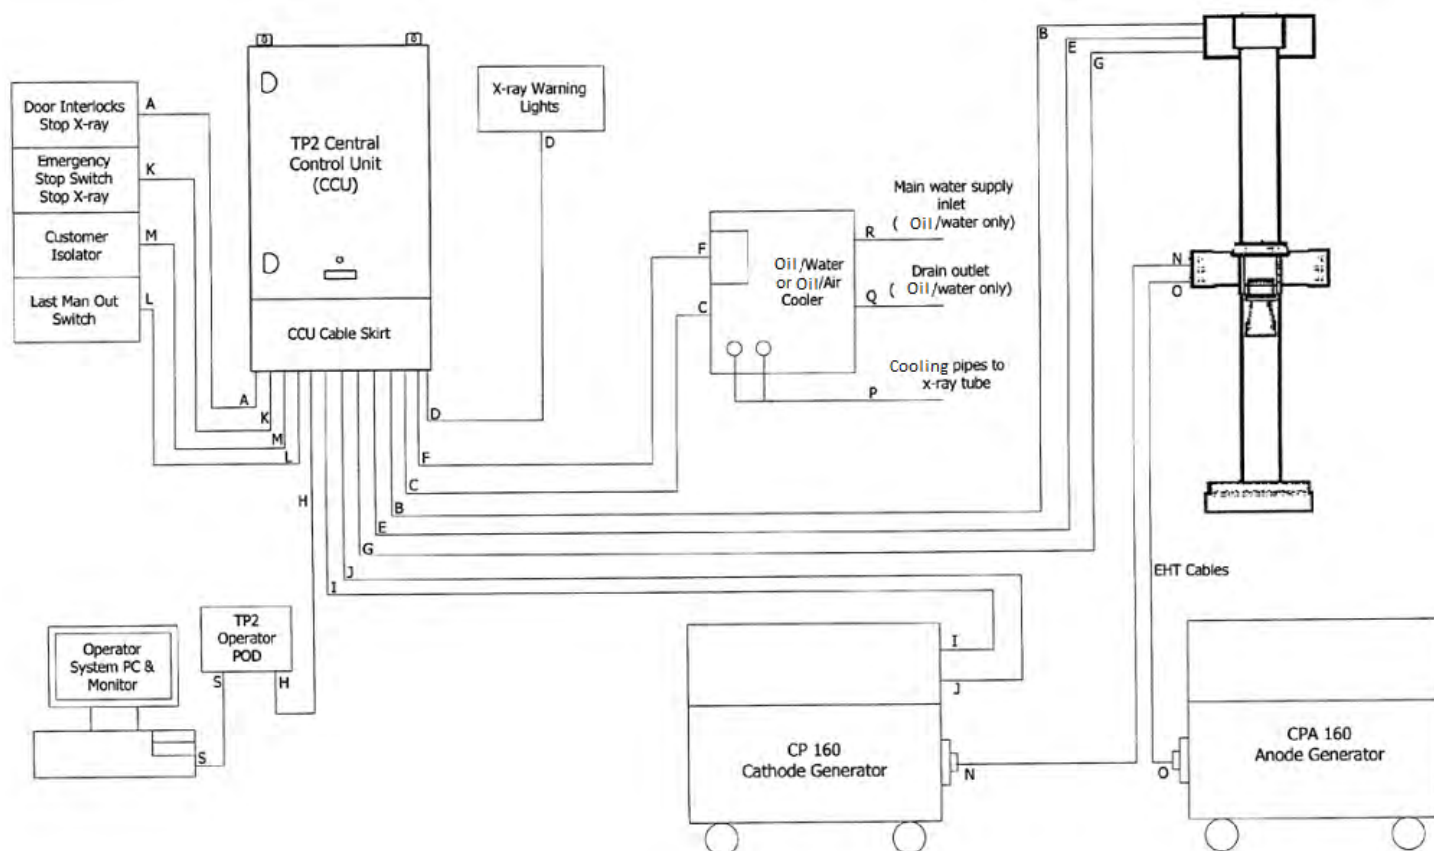 Door Interlocks
Stop X-ray
A
Emergency
Stop Switch
Stop X-ray
K
Customer
Isolator
M
Last Man Out
Switch
L
TP2 Central
Control Unit
(CCU)
CCU Cable Skirt
X-ray Warning
Lights
D
A
K
M
L
H
I
J
G
E
B
C
F
D
F
C
Oil/Water
or Oil/Air
Cooler
R
Q
P
Main water supply
inlet
( Oil/water only)
Drain outlet
( Oil/water only)
Cooling pipes to
x-ray tube
B
E
G
N
O
EHT Cables
Operator
System PC &
Monitor
S
TP2
Operator
POD
S
H
I
J
CP 160
Cathode Generator
N
O
CPA 160
Anode Generator